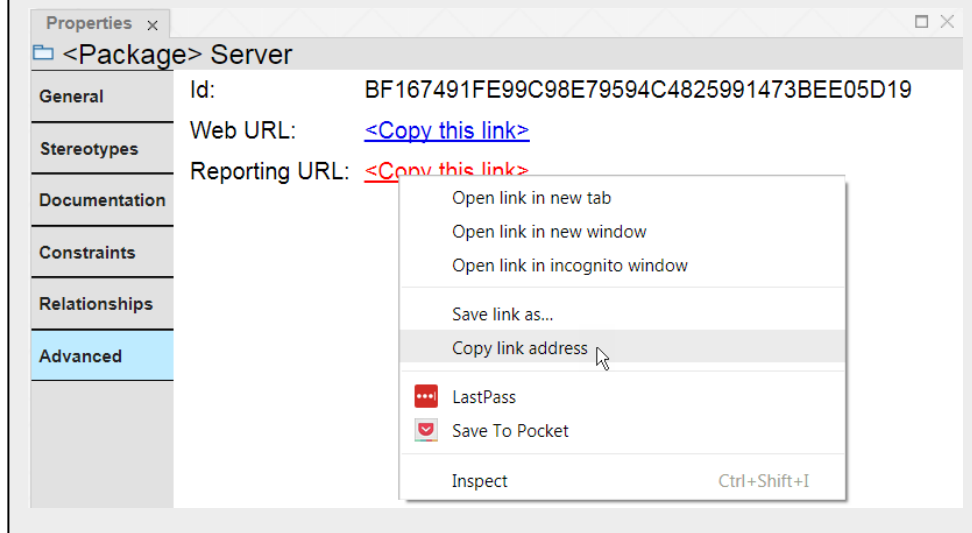 Properties x
<Package> Server
General
Stereotypes
Documentation
Constraints
Relationships
Advanced
Id: BF167491FE99C98E79594C4825991473BEE05D19
Web URL: <Copy this link>
Reporting URL: <Copy this link>
Open link in new tab
Open link in new window
Open link in incognito window
Save link as...
Copy link address
LastPass
Save To Pocket
Inspect Ctrl+Shift+I